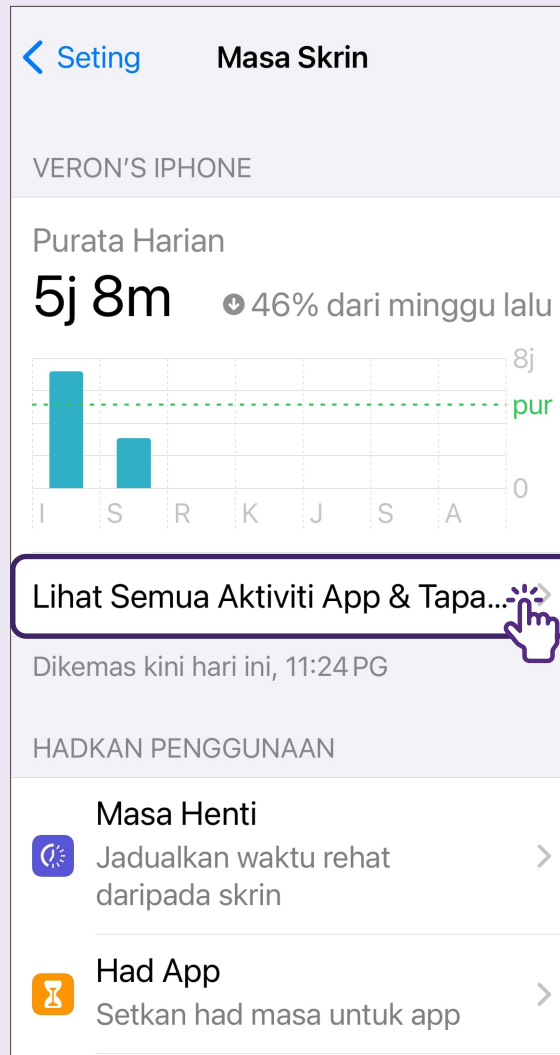 Seting
Masa Skrin
VERON'S IPHONE
Purata Harian
5j 8m
46% dari minggu lalu
8j
pur
0
I S R K J S A
Lihat Semua Aktiviti App & Tapa...
Dikemas kini hari ini, 11:24 PG
HADKAN PENGGUNAAN
Masa Henti
Jadualkan waktu rehat
daripada skrin
Had App
Setkan had masa untuk app